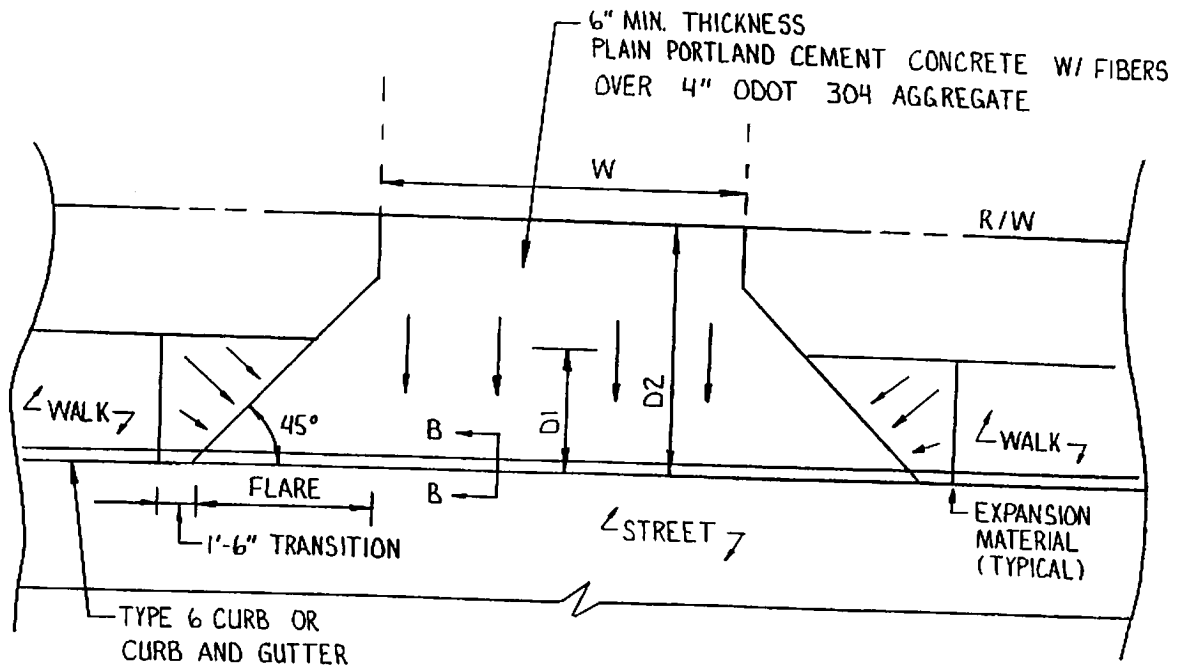 6" MIN. THICKNESS
PLAIN PORTLAND CEMENT CONCRETE W/ FIBERS
OVER 4" ODOT 304 AGGREGATE
W
R/W
WALK
45°
B
B
D1
D2
WALK
FLARE
1'-6" TRANSITION
STREET
EXPANSION
MATERIAL
(TYPICAL)
TYPE 6 CURB OR
CURB AND GUTTER